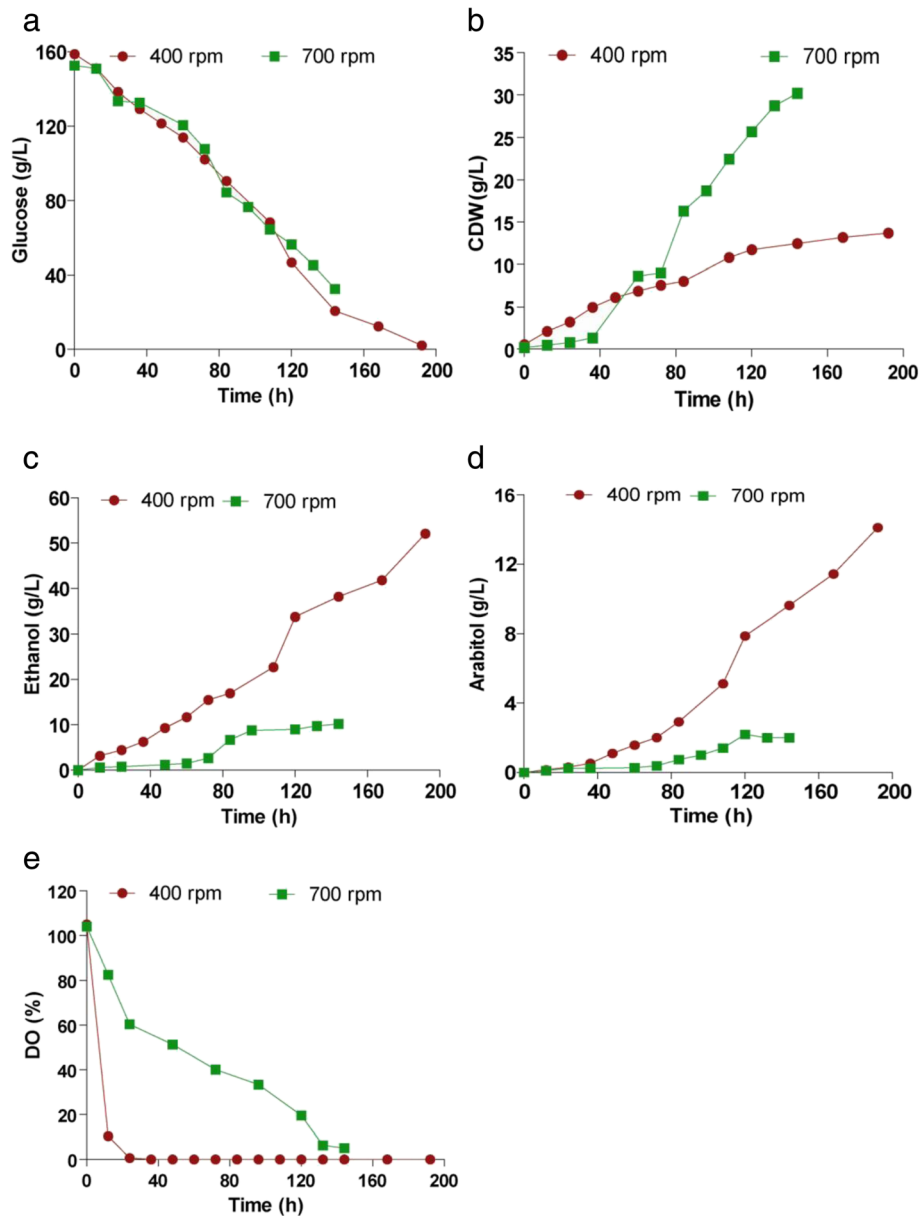 a
400 rpm 700 rpm
160
120
80
40
0
Glucose (g/L)
0 40 80 120 160 200
Time (h)
b
400 rpm 700 rpm
35
30
25
20
15
10
5
0
CDW(g/L)
0 40 80 120 160 200
Time (h)
c
400 rpm 700 rpm
60
50
40
30
20
10
0
Ethanol (g/L)
0 40 80 120 160 200
Time (h)
d
400 rpm 700 rpm
16
12
8
4
0
Arabitol (g/L)
0 40 80 120 160 200
Time (h)
e
400 rpm 700 rpm
120
100
80
60
40
20
0
DO (%)
0 40 80 120 160 200
Time (h)